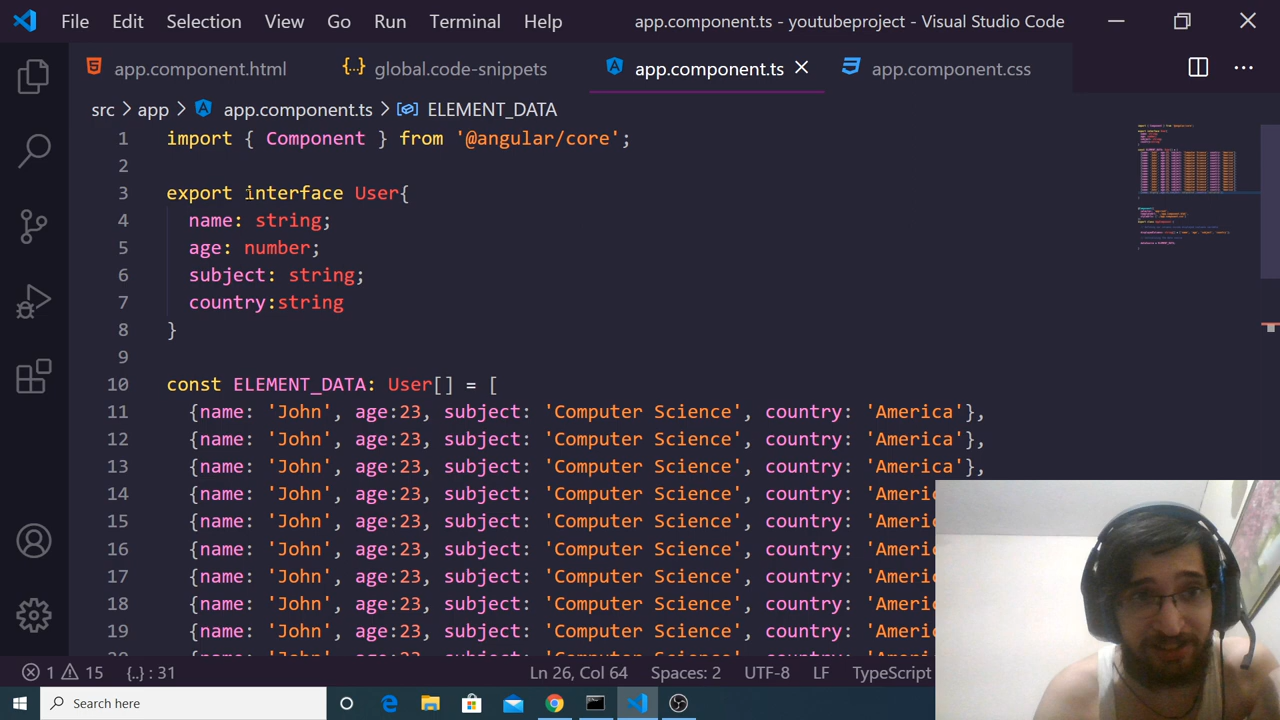 File Edit Selection View Go Run Terminal Help app.component.ts - youtubeproject - Visual Studio Code
app.component.html {} global.code-snippets app.component.ts app.component.css
src > app > app.component.ts > ELEMENT_DATA
1 import { Component } from '@angular/core';
2
3 export interface User{
4 name: string;
5 age: number;
6 subject: string;
7 country:string
8 }
9
10 const ELEMENT_DATA: User[] = [
11 {name: 'John', age:23, subject: 'Computer Science', country: 'America'},
12 {name: 'John', age:23, subject: 'Computer Science', country: 'America'},
13 {name: 'John', age:23, subject: 'Computer Science', country: 'America'},
14 {name: 'John', age:23, subject: 'Computer Science', country: 'Ameri
15 {name: 'John', age:23, subject: 'Computer Science', country: 'Ameri
16 {name: 'John', age:23, subject: 'Computer Science', country: 'Ameri
17 {name: 'John', age:23, subject: 'Computer Science', country: 'Ameri
18 {name: 'John', age:23, subject: 'Computer Science', country: 'Ameri
19 {name: 'John', age:23, subject: 'Computer Science', country: 'Ameri
1 15 {..} : 31 Ln 26, Col 64 Spaces: 2 UTF-8 LF TypeScript
Search here